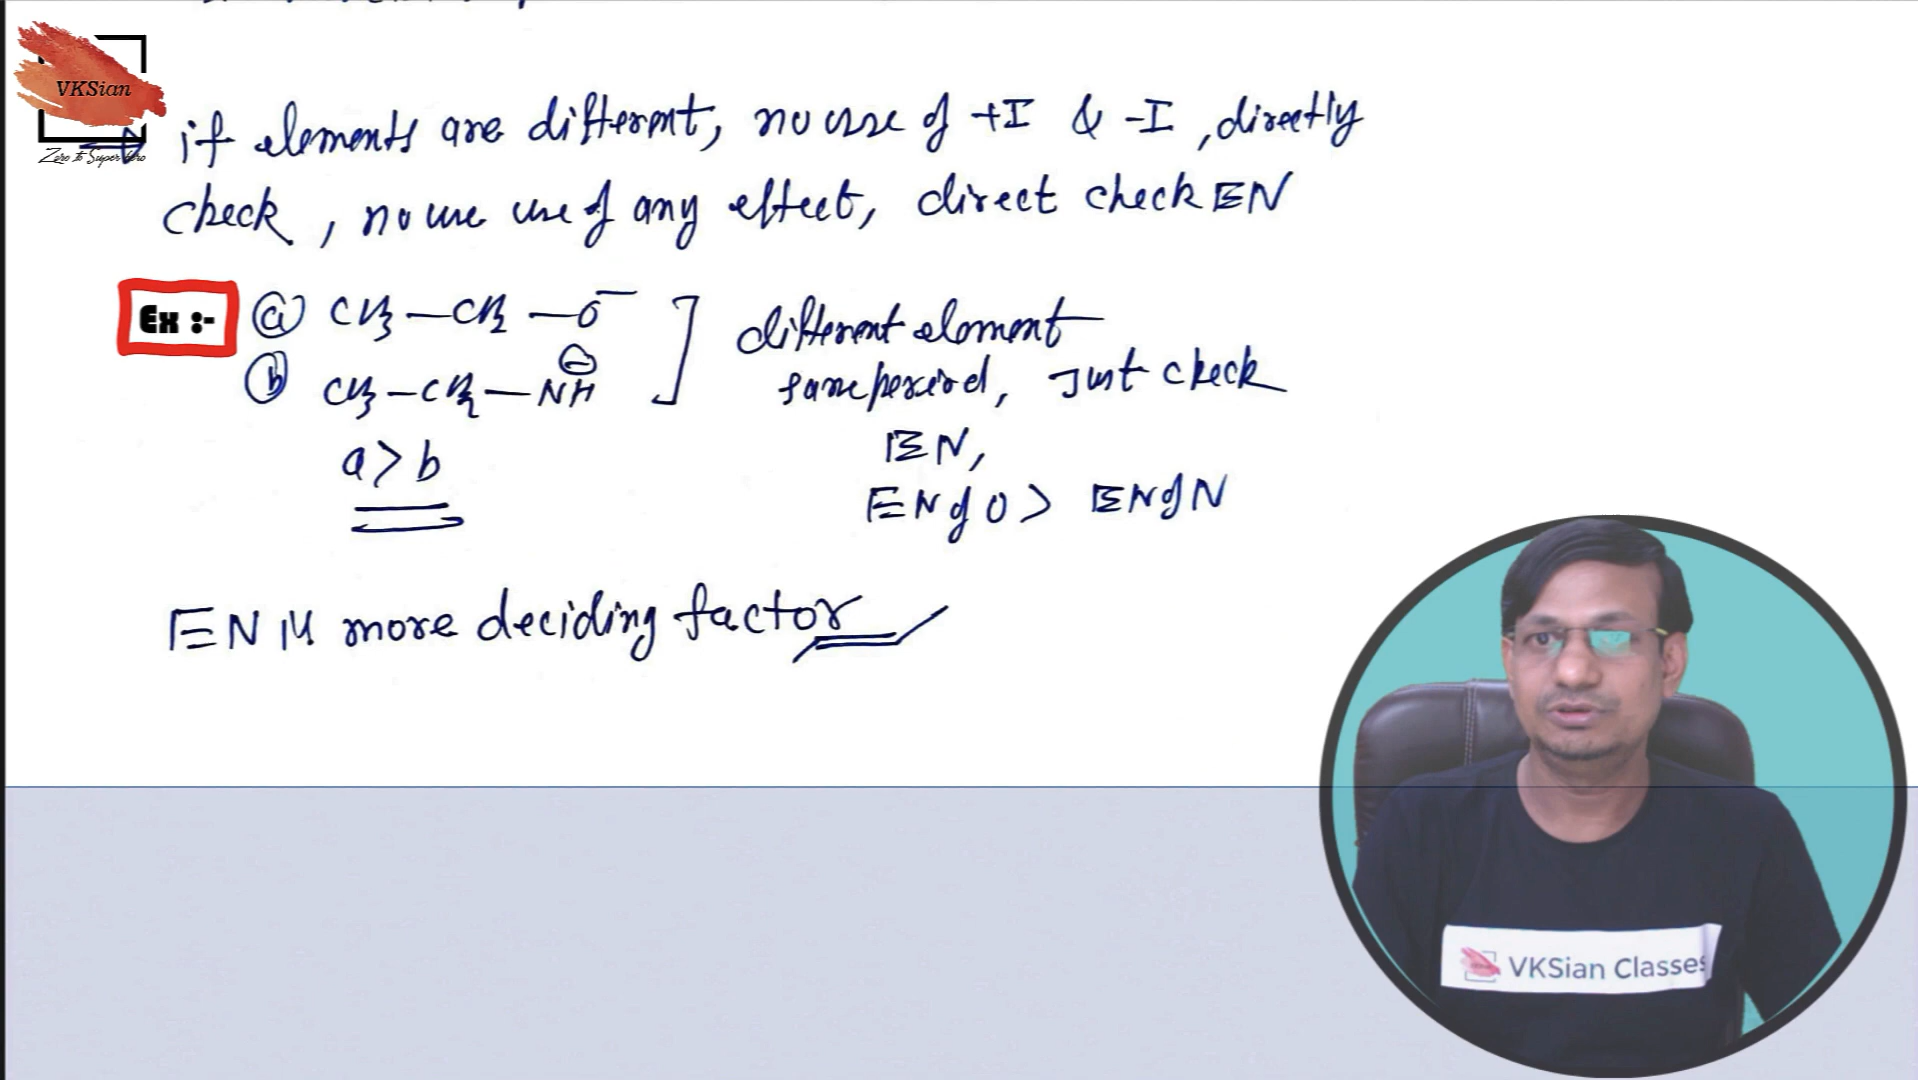 VKSian
Zero to Super Hero
→ if elements are different, no use of +I & -I, directly
check, no use use of any effect, direct check EN
Ex :- (a) CH3 — CH2 — O⁻
(b) CH3 — CH2 — NH⊖
a > b
different element
same period, Just check
EN,
EN of O > EN of N
EN more deciding factor
VKSian Classes